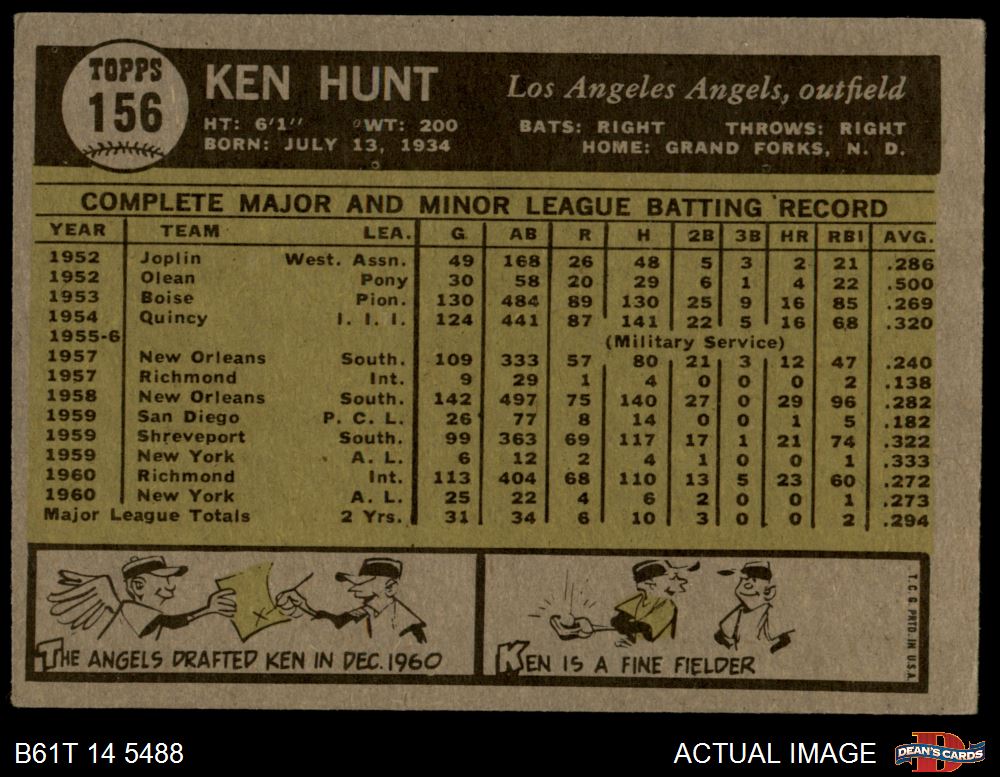 TOPPS
156
KEN HUNT
Los Angeles Angels, outfield
HT: 6'1" WT: 200 BATS: RIGHT THROWS: RIGHT
BORN: JULY 13, 1934 HOME: GRAND FORKS, N. D.
COMPLETE MAJOR AND MINOR LEAGUE BATTING RECORD
YEAR TEAM LEA. G AB R H 2B 3B HR RBI AVG.
1952 Joplin West. Assn. 49 168 26 48 5 3 2 21 .286
1952 Olean Pony 30 58 20 29 6 1 4 22 .500
1953 Boise Pion. 130 484 89 130 25 9 16 85 .269
1954 Quincy I. I. I. 124 441 87 141 22 5 16 68 .320
1955-6 (Military Service)
1957 New Orleans South. 109 333 57 80 21 3 12 47 .240
1957 Richmond Int. 9 29 1 4 0 0 0 2 .138
1958 New Orleans South. 142 497 75 140 27 0 29 96 .282
1959 San Diego P. C. L. 26 77 8 14 0 0 1 5 .182
1959 Shreveport South. 99 363 69 117 17 1 21 74 .322
1959 New York A. L. 6 12 2 4 1 0 0 1 .333
1960 Richmond Int. 113 404 68 110 13 5 23 60 .272
1960 New York A. L. 25 22 4 6 2 0 0 1 .273
Major League Totals 2 Yrs. 31 34 6 10 3 0 0 2 .294
THE ANGELS DRAFTED KEN IN DEC. 1960
KEN IS A FINE FIELDER
T. C. G. PRTD. IN U.S.A.
B61T 14 5488
ACTUAL IMAGE
D
DEAN'S CARDS